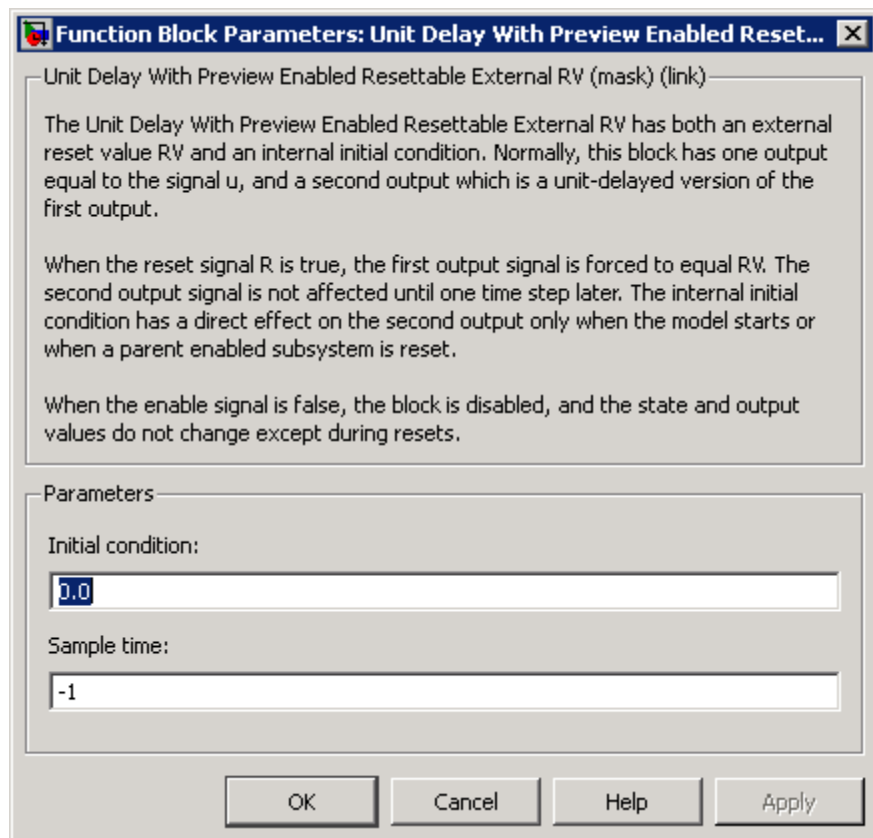 Function Block Parameters: Unit Delay With Preview Enabled Reset...
Unit Delay With Preview Enabled Resettable External RV (mask) (link)
The Unit Delay With Preview Enabled Resettable External RV has both an external
reset value RV and an internal initial condition. Normally, this block has one output
equal to the signal u, and a second output which is a unit-delayed version of the
first output.
When the reset signal R is true, the first output signal is forced to equal RV. The
second output signal is not affected until one time step later. The internal initial
condition has a direct effect on the second output only when the model starts or
when a parent enabled subsystem is reset.
When the enable signal is false, the block is disabled, and the state and output
values do not change except during resets.
Parameters
Initial condition:
0.0
Sample time:
-1
OK Cancel Help Apply